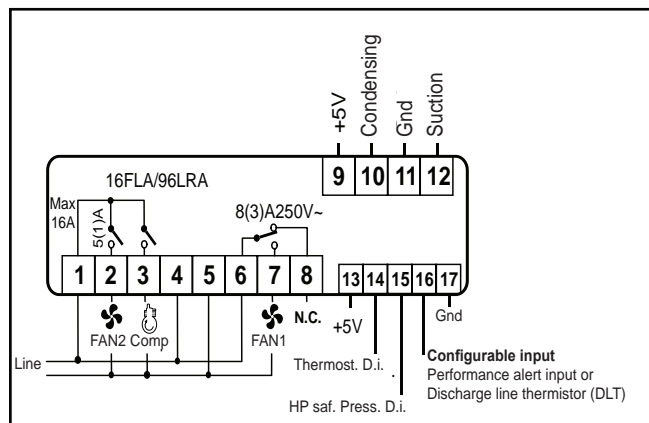 +5V
Condensing
Gnd
Suction
9 10 11 12
16FLA/96LRA
Max
16A
5(1)A
8(3)A250V~
1 2 3 4 5 6 7 8
13 14 15 16 17
FAN2 Comp
FAN1
N.C.
+5V
Gnd
Line
Thermost. D.i.
HP saf. Press. D.i.
Configurable input
Performance alert input or
Discharge line thermistor (DLT)